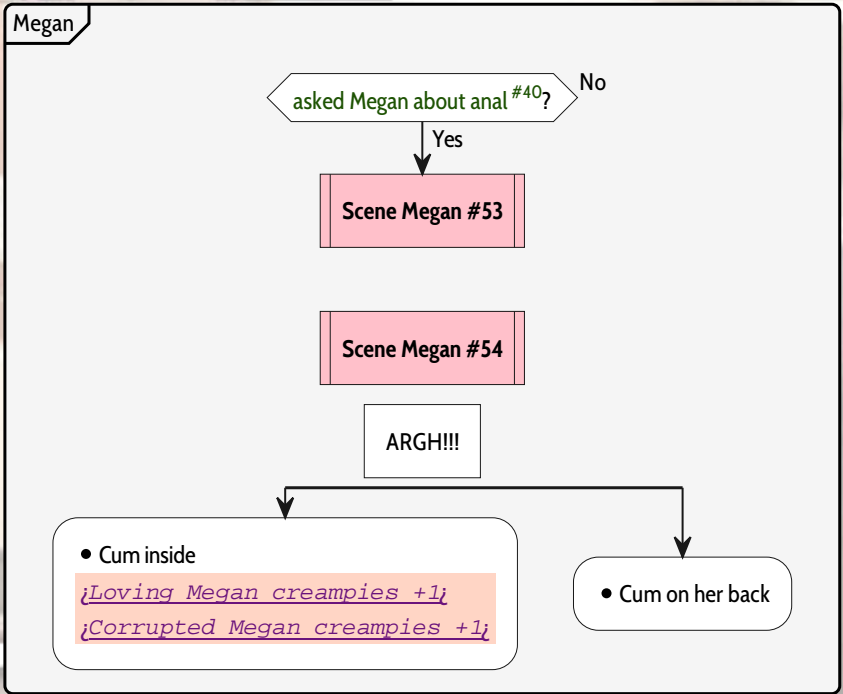 Megan
asked Megan about anal #40?
No
Yes
Scene Megan #53
Scene Megan #54
ARGH!!!
• Cum inside
¿Loving Megan creampies +1¿
¿Corrupted Megan creampies +1¿
• Cum on her back